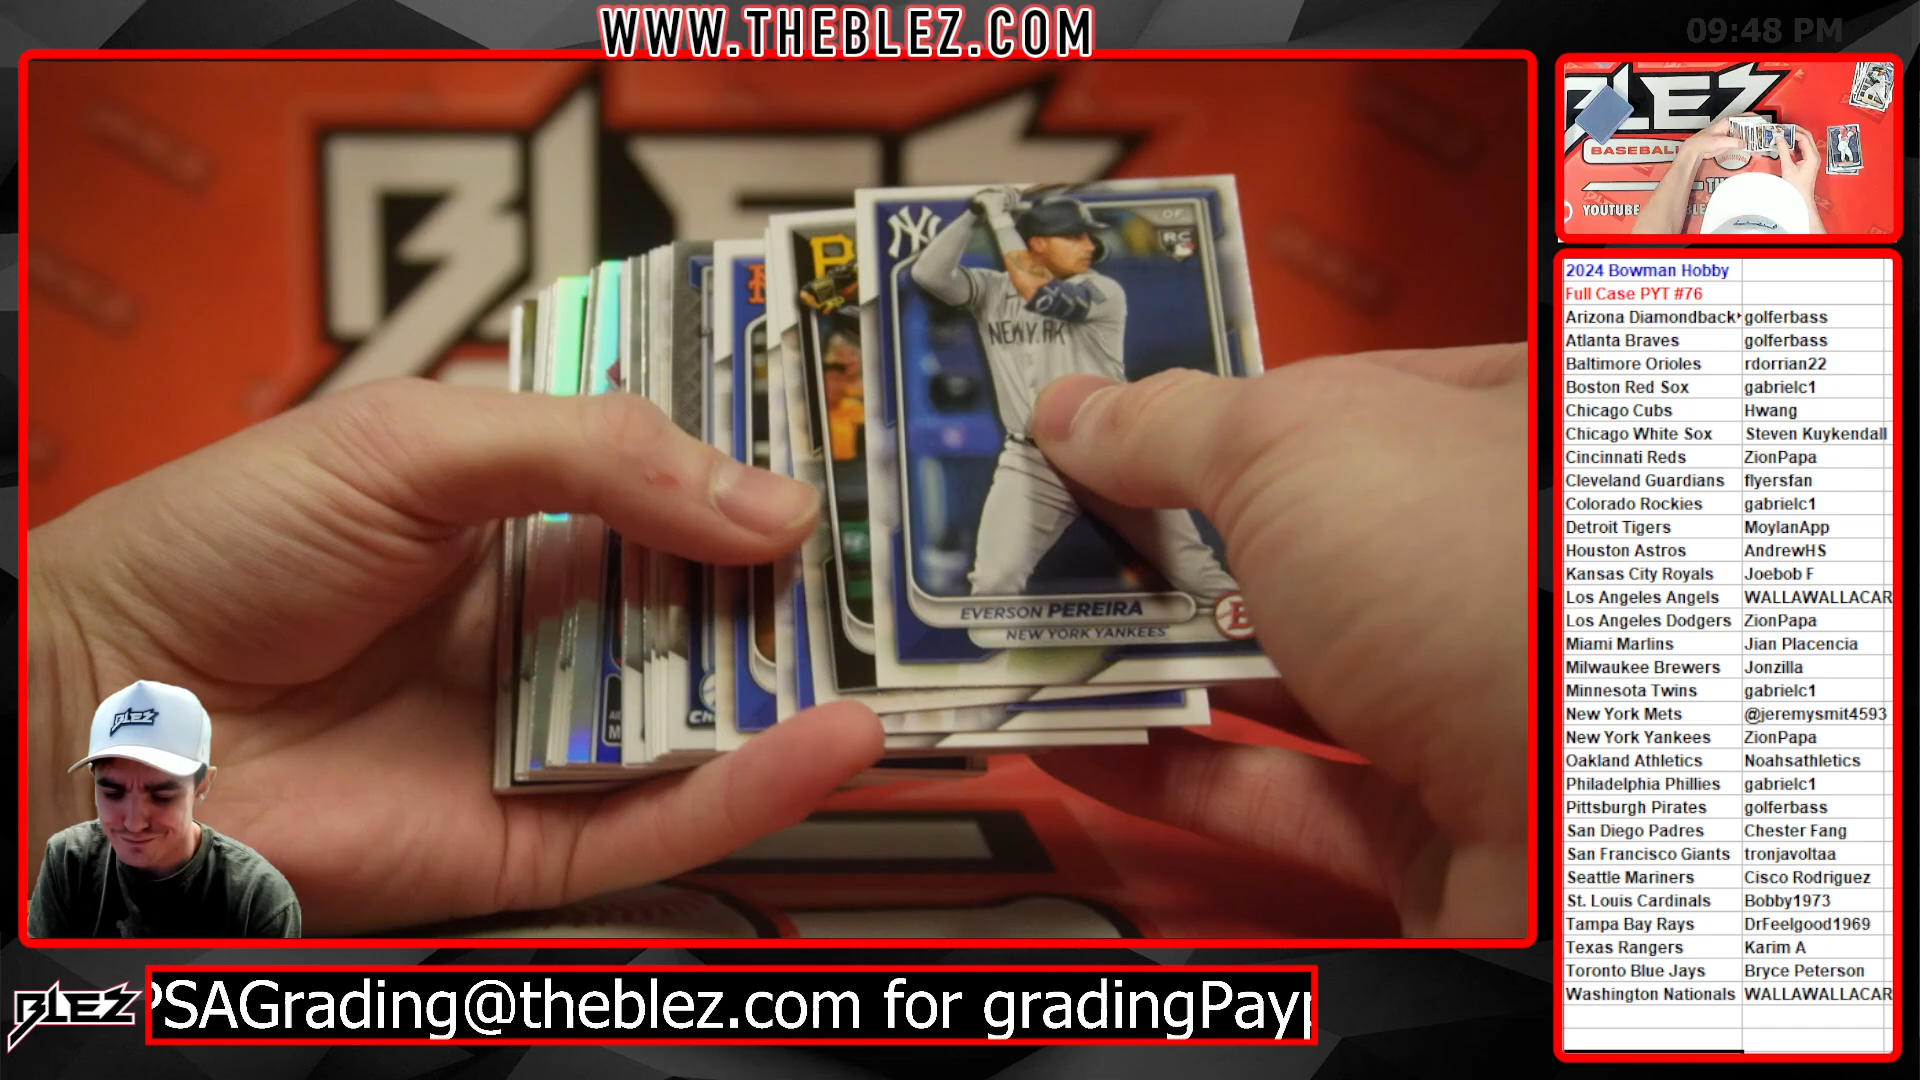 WWW.THEBLEZ.COM
09:48 PM
BLEZ
NY
OF
RC
NEW YORK
EVERSON PEREIRA
NEW YORK YANKEES
B
P
BLEZ
BLEZ
BASEBALL
YOUTUBE
2024 Bowman Hobby
Full Case PYT #76
Arizona Diamondback golferbass
Atlanta Braves golferbass
Baltimore Orioles rdorrian22
Boston Red Sox gabrielc1
Chicago Cubs Hwang
Chicago White Sox Steven Kuykendall
Cincinnati Reds ZionPapa
Cleveland Guardians flyersfan
Colorado Rockies gabrielc1
Detroit Tigers MoylanApp
Houston Astros AndrewHS
Kansas City Royals Joebob F
Los Angeles Angels WALLAWALLACAR
Los Angeles Dodgers ZionPapa
Miami Marlins Jian Placencia
Milwaukee Brewers Jonzilla
Minnesota Twins gabrielc1
New York Mets @jeremysmit4593
New York Yankees ZionPapa
Oakland Athletics Noahsathletics
Philadelphia Phillies gabrielc1
Pittsburgh Pirates golferbass
San Diego Padres Chester Fang
San Francisco Giants tronjavoltaa
Seattle Mariners Cisco Rodriguez
St. Louis Cardinals Bobby1973
Tampa Bay Rays DrFeelgood1969
Texas Rangers Karim A
Toronto Blue Jays Bryce Peterson
Washington Nationals WALLAWALLACAR
BLEZ
PSAGrading@theblez.com for gradingPayp